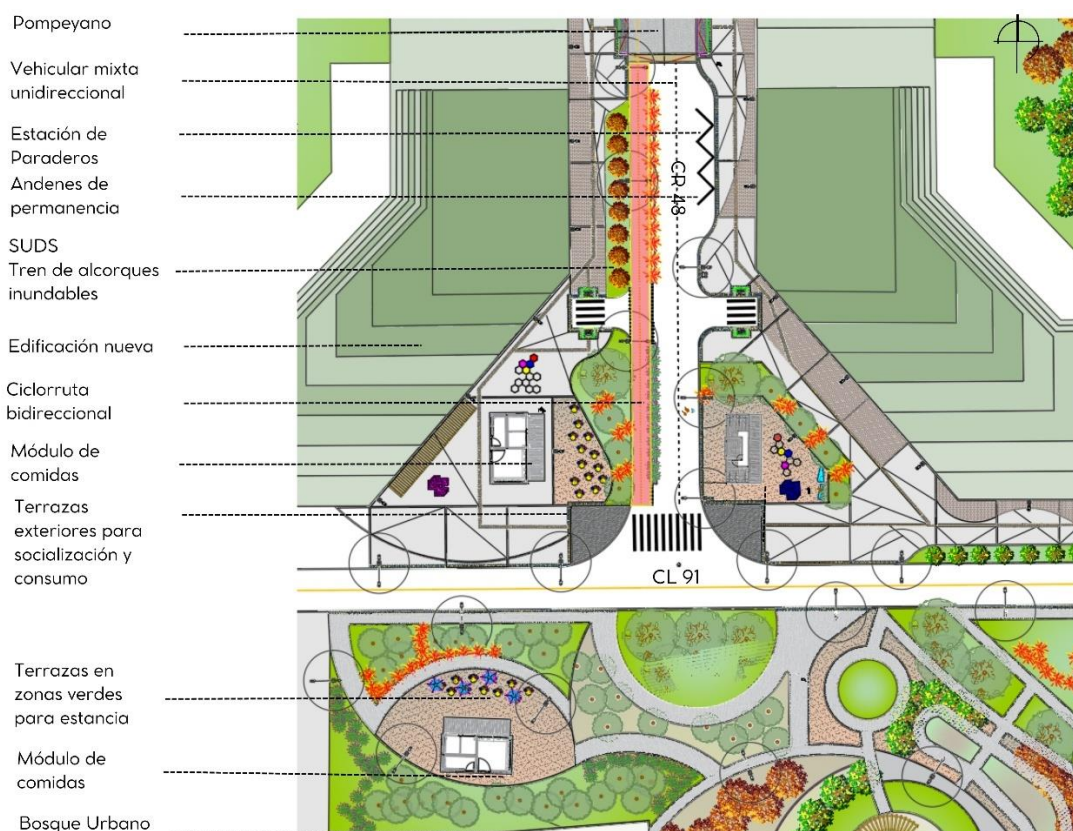 Pompeyano
Vehicular mixta
unidireccional
Estación de
Paraderos
Andenes de
permanencia
SUDS
Tren de alcorques
inundables
Edificación nueva
Ciclorruta
bidireccional
Módulo de
comidas
Terrazas
exteriores para
socialización y
consumo
Terrazas en
zonas verdes
para estancia
Módulo de
comidas
Bosque Urbano
CR 48
CL 91